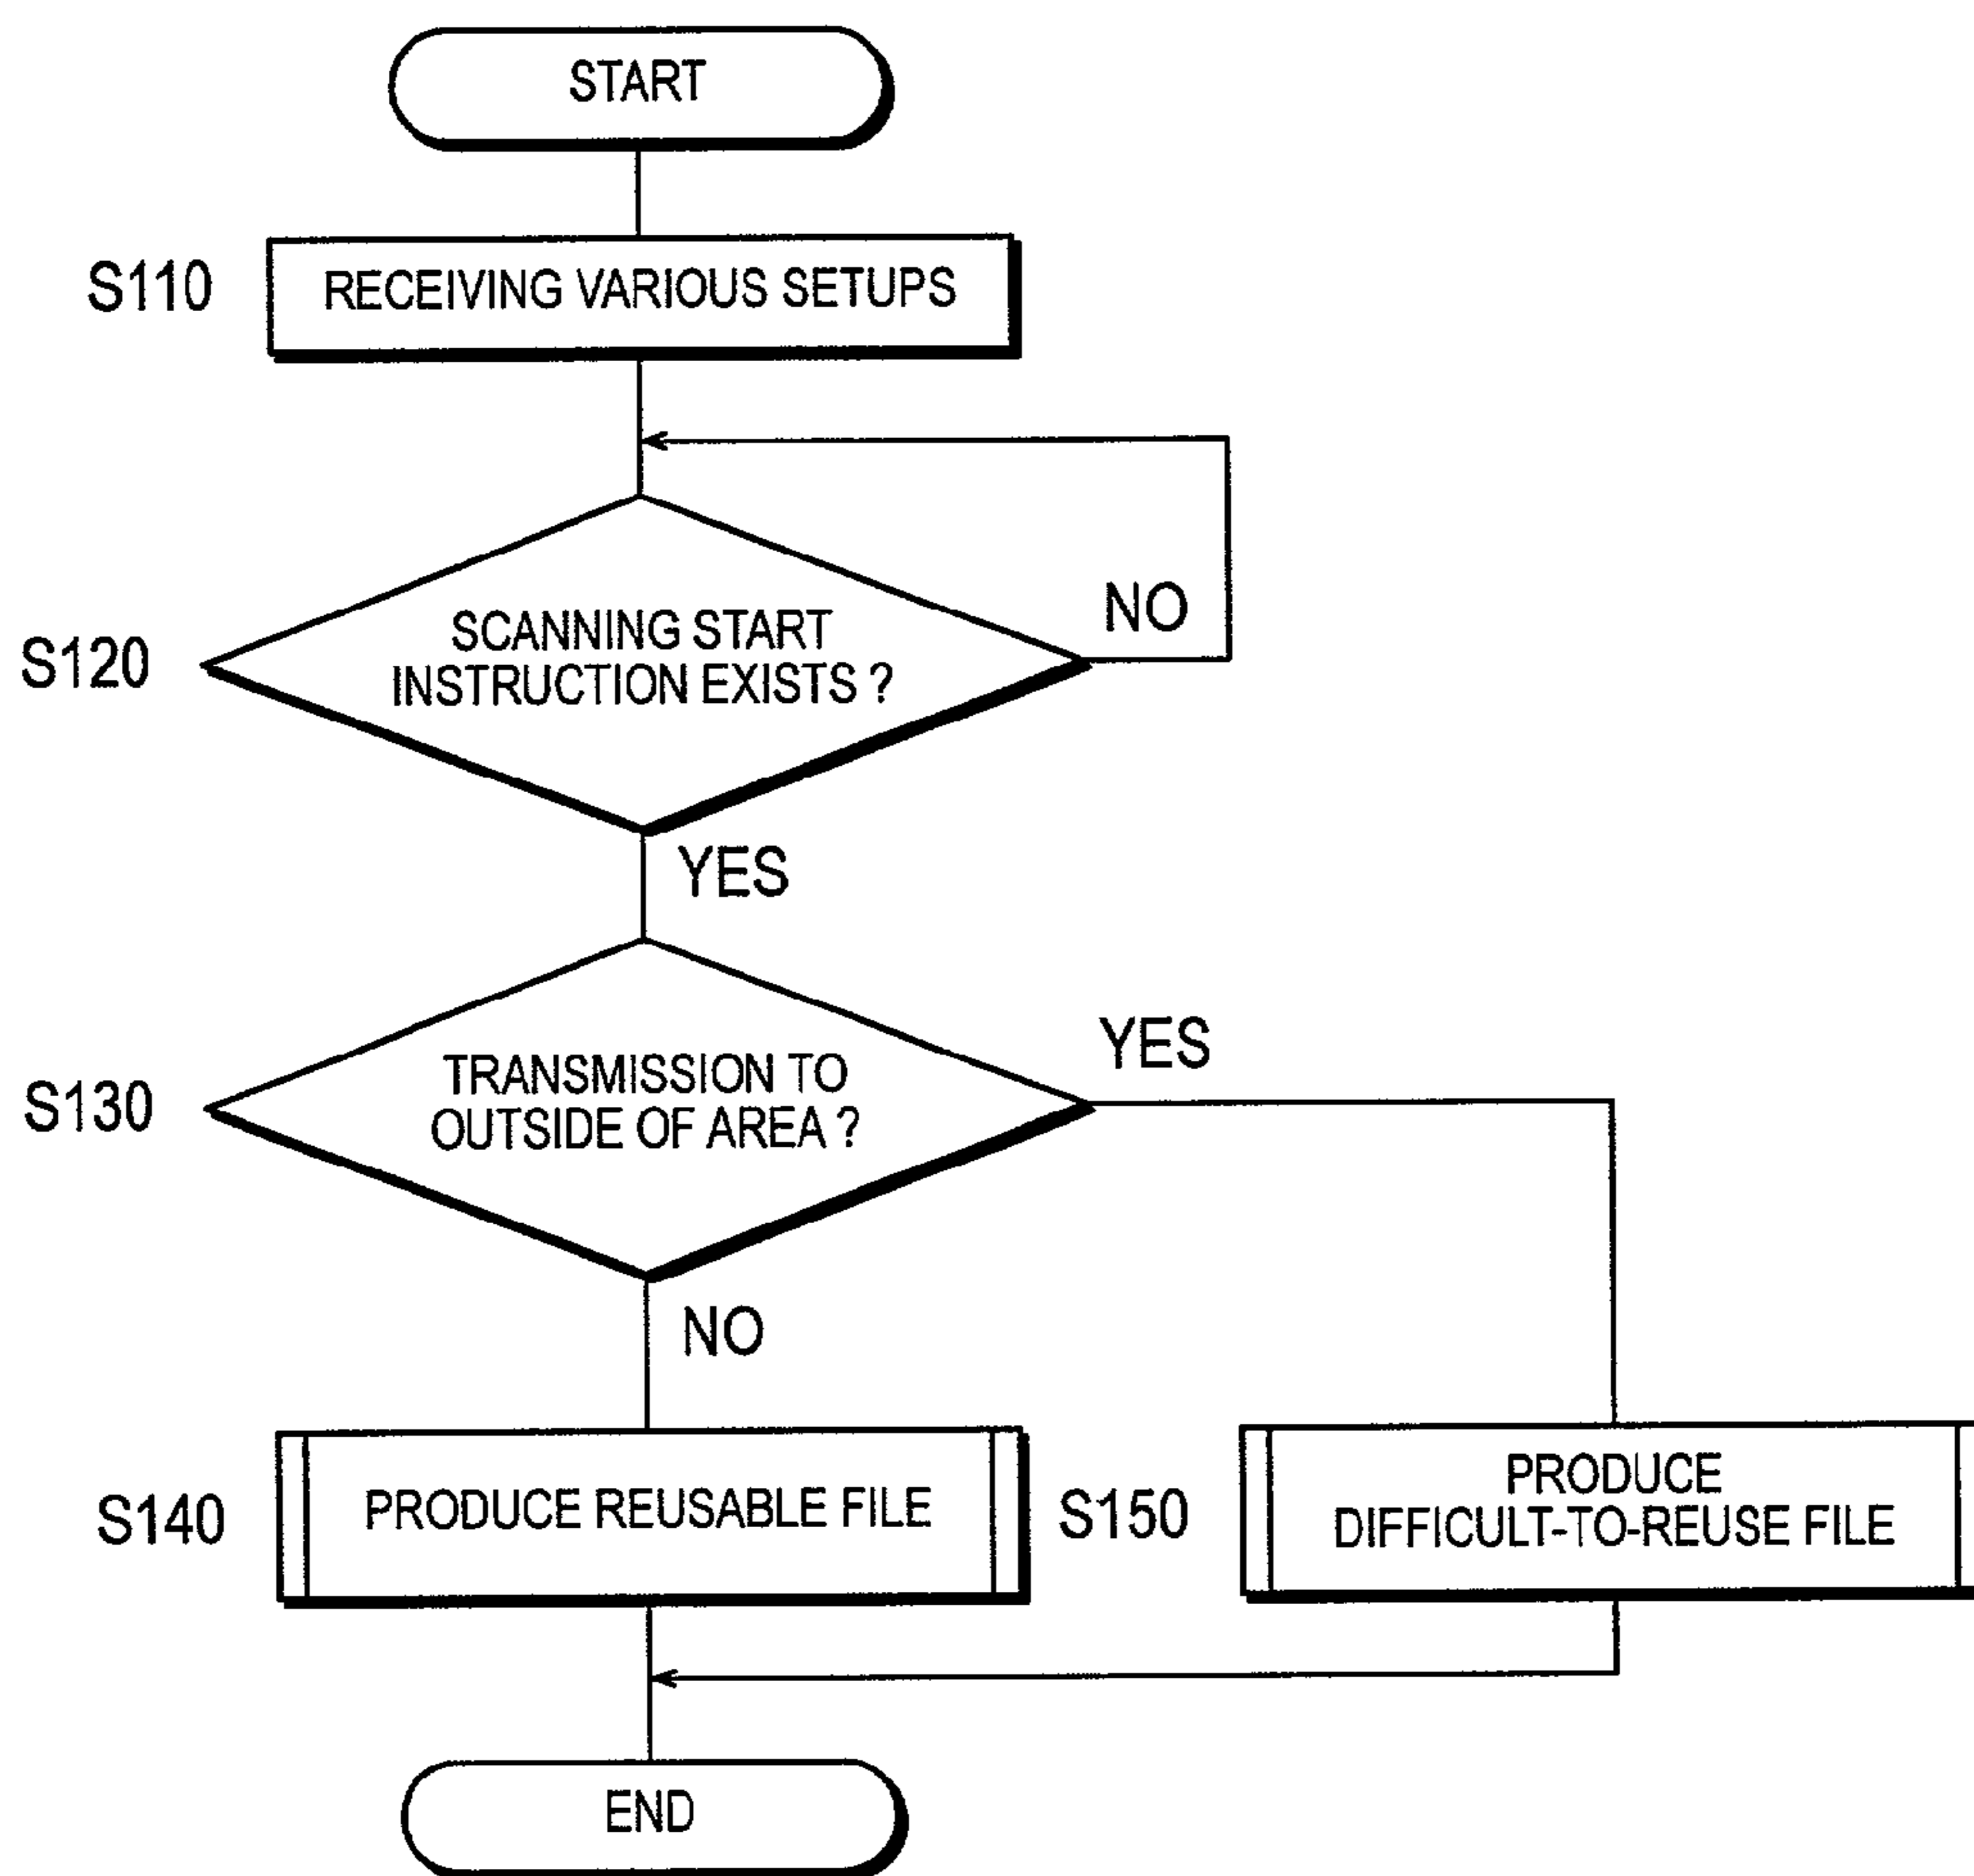 START
S110
RECEIVING VARIOUS SETUPS
S120
SCANNING START
INSTRUCTION EXISTS ?
NO
YES
S130
TRANSMISSION TO
OUTSIDE OF AREA ?
YES
NO
S140
PRODUCE REUSABLE FILE
S150
PRODUCE
DIFFICULT-TO-REUSE FILE
END